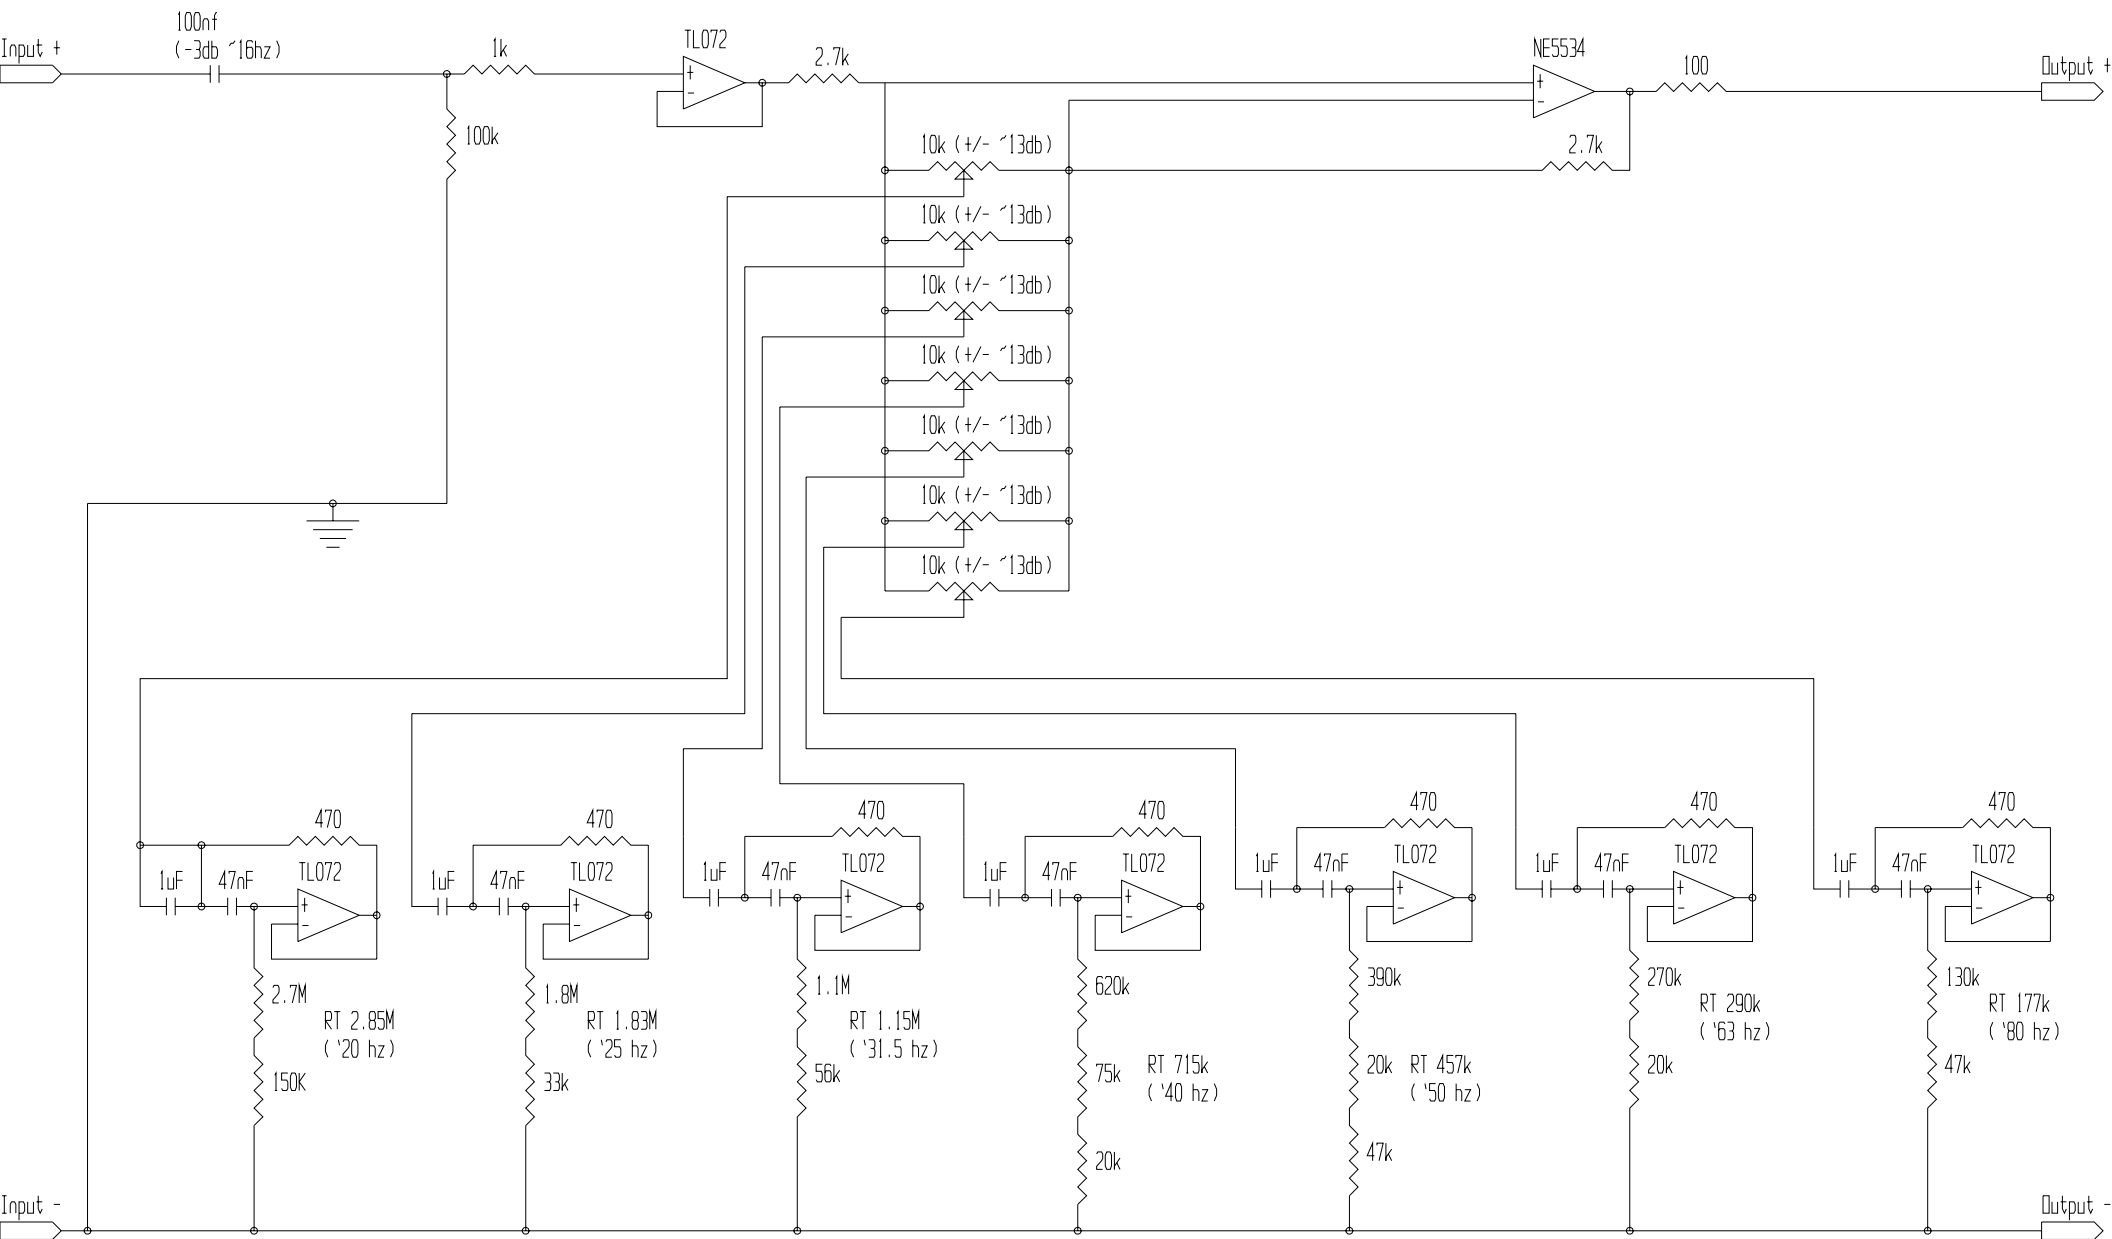 100nf
(-3db ~16hz)
Input +
1k
TL072
2.7k
NE5534
100
Output +
100k
2.7k
10k (+/- ~13db)
10k (+/- ~13db)
10k (+/- ~13db)
10k (+/- ~13db)
10k (+/- ~13db)
10k (+/- ~13db)
10k (+/- ~13db)
470
1uF
47nF
TL072
2.7M
RT 2.85M
( ‘20 hz)
150K
470
1uF
47nF
TL072
1.8M
RT 1.83M
( ‘25 hz)
33k
470
1uF
47nF
TL072
1.1M
RT 1.15M
( ‘31.5 hz)
56k
470
1uF
47nF
TL072
620k
75k
RT 715k
( ‘40 hz)
20k
470
1uF
47nF
TL072
390k
20k
RT 457k
( ‘50 hz)
47k
470
1uF
47nF
TL072
270k
RT 290k
( ‘63 hz)
20k
470
1uF
47nF
TL072
130k
RT 177k
( ‘80 hz)
47k
Input -
Output -